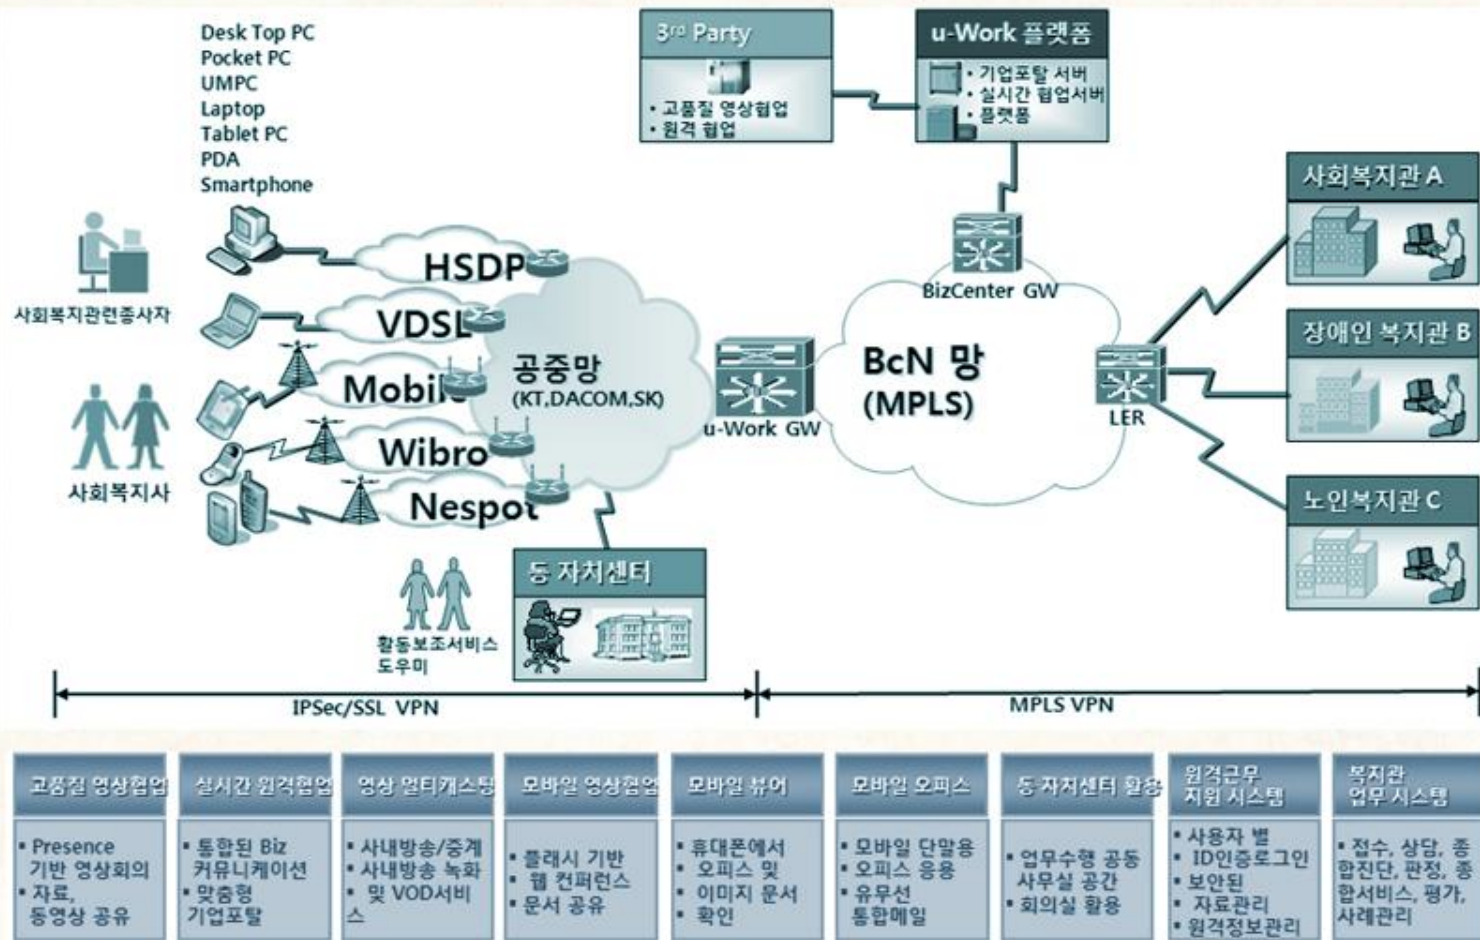 Desk Top PC
Pocket PC
UMPC
Laptop
Tablet PC
PDA
Smartphone
3rd Party
• 고품질 영상협업
• 원격 협업
u-Work 플랫폼
• 기업포탈 서버
• 실시간 협업서버
• 플랫폼
사회복지관련종사자
사회복지사
HSDP
VDSL
Mobil
Wibro
Nespot
공중망
(KT,DACOM,SK)
u-Work GW
BizCenter GW
BcN 망
(MPLS)
LER
사회복지관 A
장애인 복지관 B
노인복지관 C
활동보조서비스
도우미
동 자치센터
IPSec/SSL VPN
MPLS VPN
고품질 영상협업
▪ Presence
기반 영상회의
▪ 자료,
동영상 공유
실시간 원격협업
▪ 통합된 Biz
커뮤니케이션
▪ 맞춤형
기업포탈
영상 멀티캐스팅
▪ 사내방송/중계
▪ 사내방송 녹화
▪ 및 VOD서비
스
모바일 영상협업
▪ 플래시 기반
▪ 웹 컨퍼런스
▪ 문서 공유
모바일 뷰어
▪ 휴대폰에서
▪ 오피스 및
▪ 이미지 문서
▪ 확인
모바일 오피스
▪ 모바일 단말용
▪ 오피스 응용
▪ 유무선
통합메일
동 자치센터 활용
▪ 업무수행 공동
사무실 공간
▪ 회의실 활용
원격근무
지원 시스템
▪ 사용자 별
▪ ID인증로그인
▪ 보안된
▪ 자료관리
▪ 원격정보관리
복지관
업무 시스템
▪ 접수, 상담, 종
합진단, 판정, 종
합서비스, 평가,
사례관리